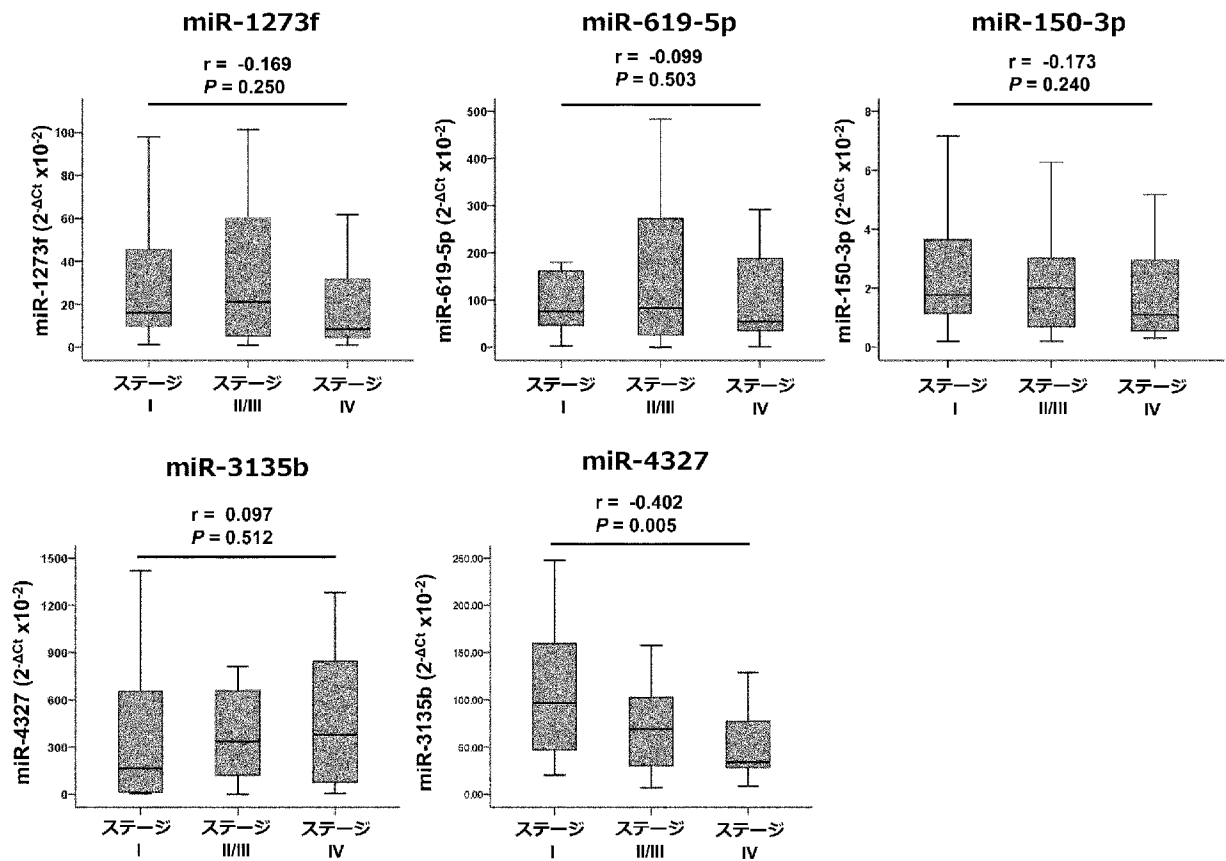 miR-1273f
r = -0.169
P = 0.250
miR-1273f (2-ΔCt x10-2)
100
80
60
40
20
0
ステージ I
ステージ II/III
ステージ IV
miR-619-5p
r = -0.099
P = 0.503
miR-619-5p (2-ΔCt x10-2)
500
400
300
200
100
0
ステージ I
ステージ II/III
ステージ IV
miR-150-3p
r = -0.173
P = 0.240
miR-150-3p (2-ΔCt x10-2)
8
6
4
2
0
ステージ I
ステージ II/III
ステージ IV
miR-3135b
r = 0.097
P = 0.512
miR-4327 (2-ΔCt x10-2)
1500
1200
900
600
300
0
ステージ I
ステージ II/III
ステージ IV
miR-4327
r = -0.402
P = 0.005
miR-3135b (2-ΔCt x10-2)
250.00
200.00
150.00
100.00
50.00
0.00
ステージ I
ステージ II/III
ステージ IV